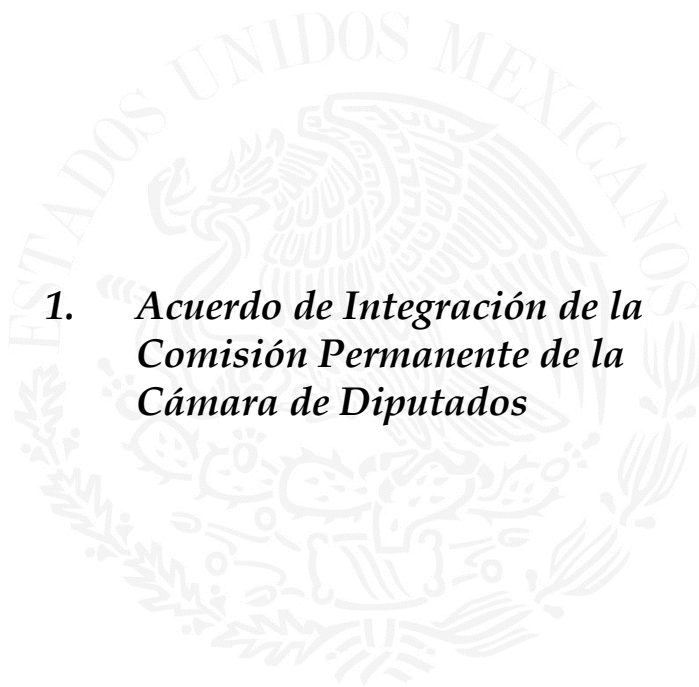 ESTADOS UNIDOS MEXICANOS
1. Acuerdo de Integración de la
Comisión Permanente de la
Cámara de Diputados